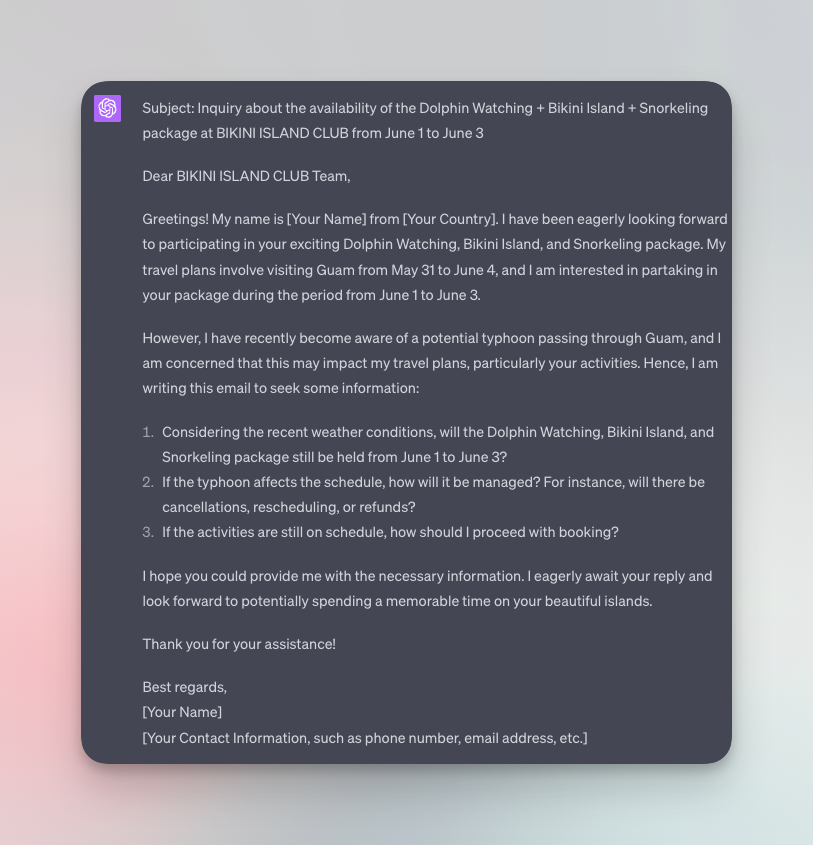 Subject: Inquiry about the availability of the Dolphin Watching + Bikini Island + Snorkeling
package at BIKINI ISLAND CLUB from June 1 to June 3
Dear BIKINI ISLAND CLUB Team,
Greetings! My name is [Your Name] from [Your Country]. I have been eagerly looking forward
to participating in your exciting Dolphin Watching, Bikini Island, and Snorkeling package. My
travel plans involve visiting Guam from May 31 to June 4, and I am interested in partaking in
your package during the period from June 1 to June 3.
However, I have recently become aware of a potential typhoon passing through Guam, and I
am concerned that this may impact my travel plans, particularly your activities. Hence, I am
writing this email to seek some information:
1. Considering the recent weather conditions, will the Dolphin Watching, Bikini Island, and
Snorkeling package still be held from June 1 to June 3?
2. If the typhoon affects the schedule, how will it be managed? For instance, will there be
cancellations, rescheduling, or refunds?
3. If the activities are still on schedule, how should I proceed with booking?
I hope you could provide me with the necessary information. I eagerly await your reply and
look forward to potentially spending a memorable time on your beautiful islands.
Thank you for your assistance!
Best regards,
[Your Name]
[Your Contact Information, such as phone number, email address, etc.]